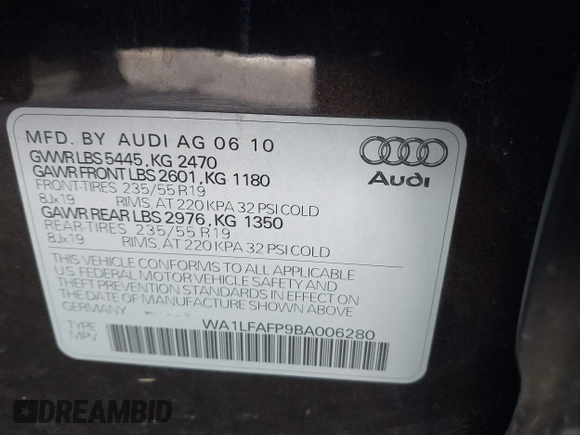 MFD. BY AUDI AG 06 10
GVWR LBS 5445, KG 2470
GAWR FRONT LBS 2601, KG 1180
FRONT-TIRES 235/55 R19
8Jx19 RIMS, AT 220 KPA 32 PSI COLD
GAWR REAR LBS 2976, KG 1350
REAR-TIRES 235/55 R19
8Jx19 RIMS, AT 220 KPA 32 PSI COLD
THIS VEHICLE CONFORMS TO ALL APPLICABLE
U.S. FEDERAL MOTOR VEHICLE SAFETY AND
THEFT PREVENTION STANDARDS IN EFFECT ON
THE DATE OF MANUFACTURE SHOWN ABOVE.
GERMANY
WA1LFAFP9BA006280
TYPE
MPV
Audi
DREAMBID